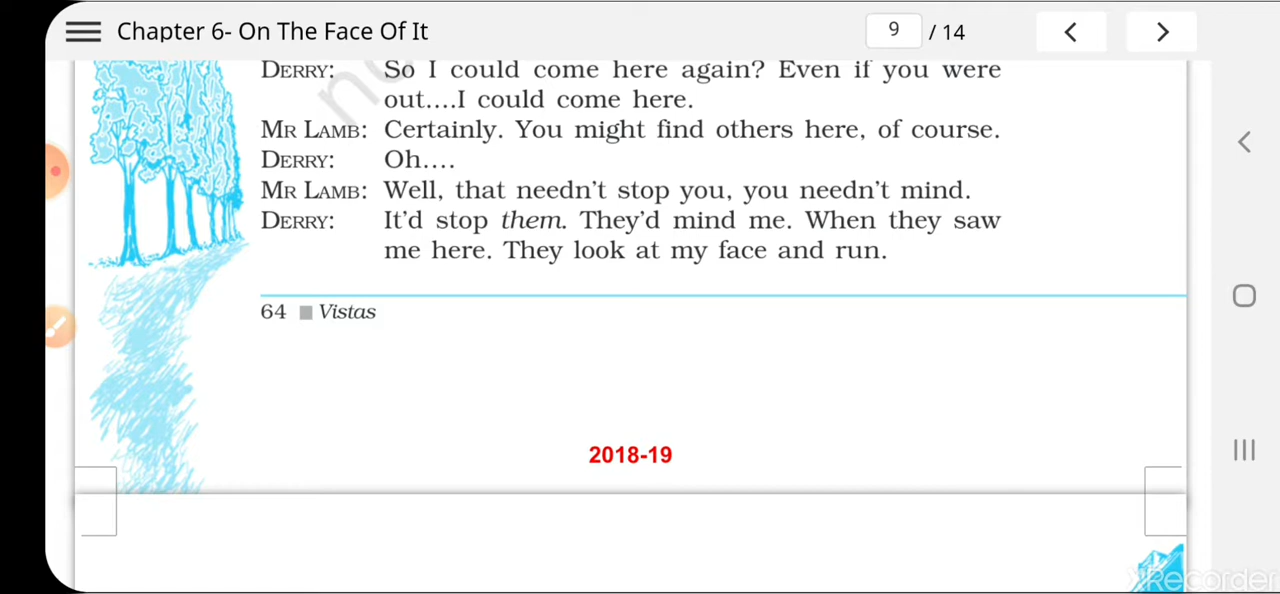 Chapter 6- On The Face Of It
9 / 14
DERRY: So I could come here again? Even if you were
out....I could come here.
MR LAMB: Certainly. You might find others here, of course.
DERRY: Oh....
MR LAMB: Well, that needn't stop you, you needn't mind.
DERRY: It'd stop them. They'd mind me. When they saw
me here. They look at my face and run.
64 ■ Vistas
2018-19
XRecorder